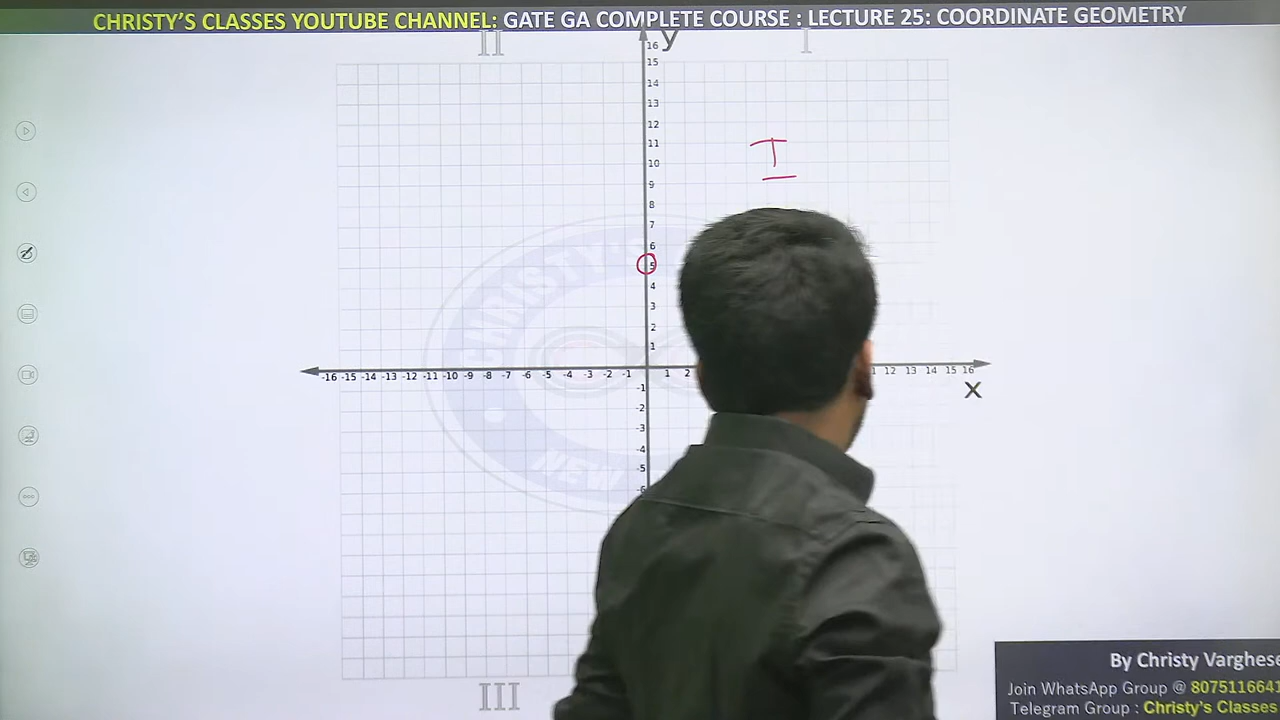 CHRISTY'S CLASSES YOUTUBE CHANNEL: GATE GA COMPLETE COURSE : LECTURE 25: COORDINATE GEOMETRY
II
y
I
16
15
14
13
12
11
10
9
8
7
6
5
4
3
2
1
I
-16 -15 -14 -13 -12 -11 -10 -9 -8 -7 -6 -5 -4 -3 -2 -1 1 2 12 13 14 15 16
x
-1
-2
-3
-4
-5
-6
CHRISTY
NEW
III
By Christy Varghese
Join WhatsApp Group @ 8075116641
Telegram Group : Christy's Classes